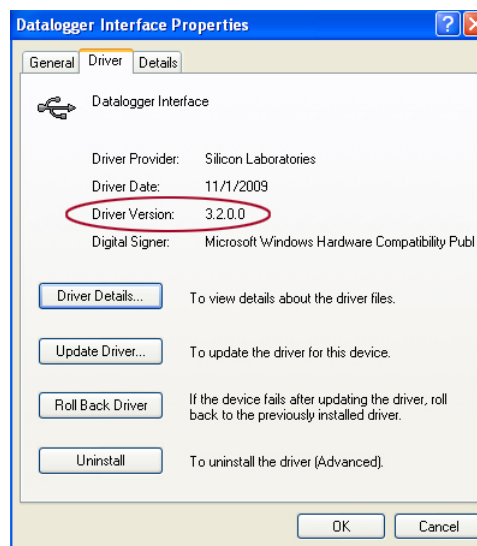 Datalogger Interface Properties
General Driver Details
Datalogger Interface
Driver Provider: Silicon Laboratories
Driver Date: 11/1/2009
Driver Version: 3.2.0.0
Digital Signer: Microsoft Windows Hardware Compatibility Publ
Driver Details... To view details about the driver files.
Update Driver... To update the driver for this device.
Roll Back Driver If the device fails after updating the driver, roll
back to the previously installed driver.
Uninstall To uninstall the driver (Advanced).
OK Cancel